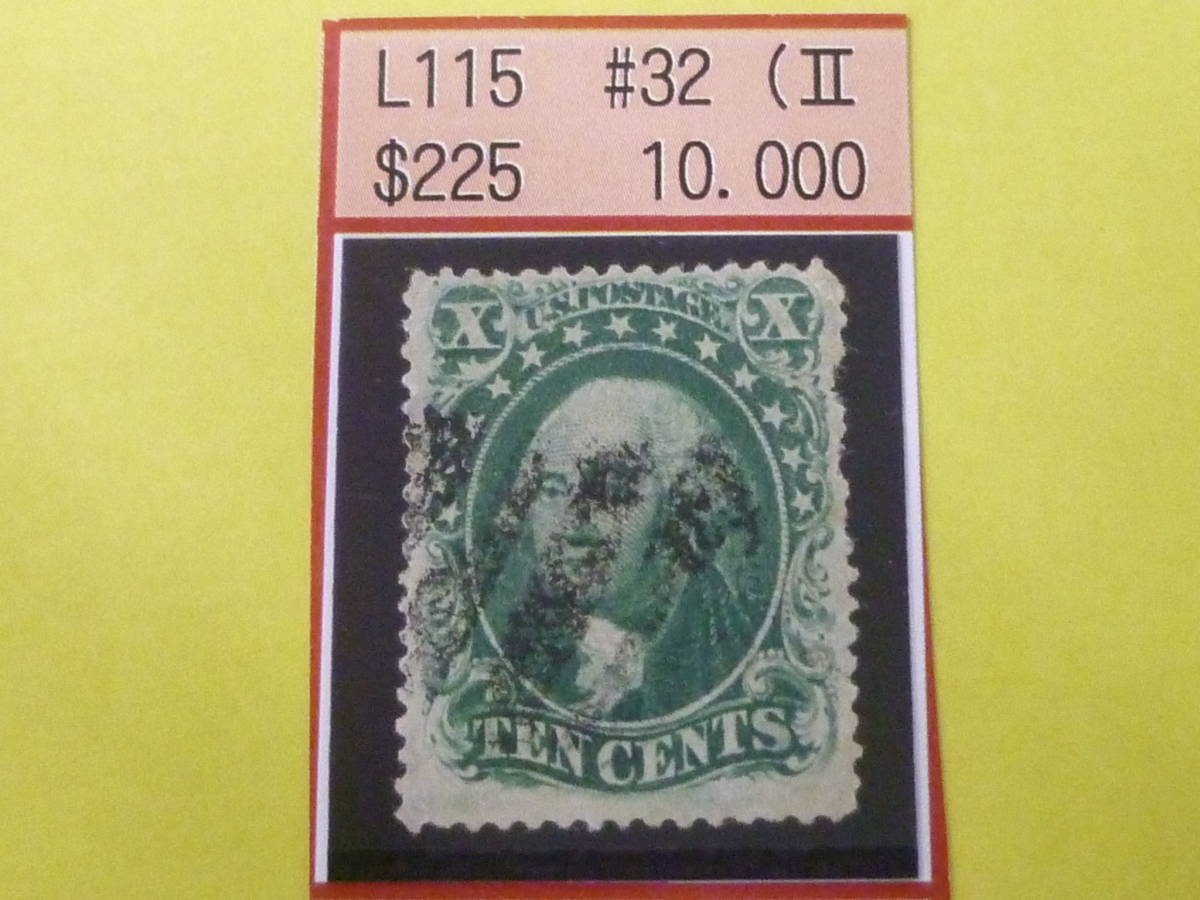 L115 #32 (Ⅱ
$225 10.000
X U.S. POSTAGE. X
TEN CENTS